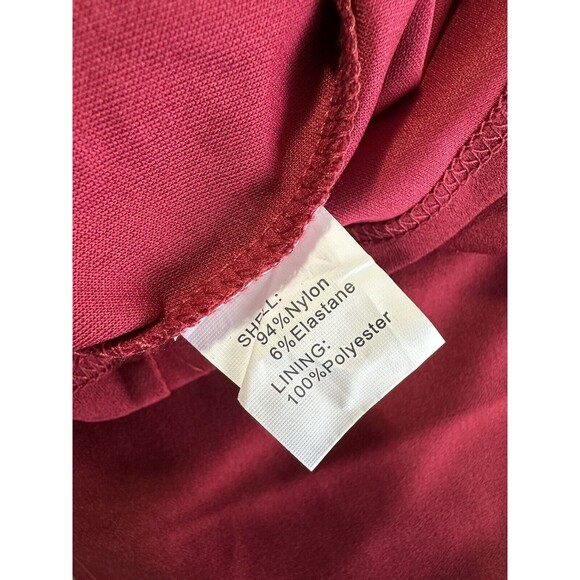 SHELL:
94%Nylon
6%Elastane
LINING:
100%Polyester